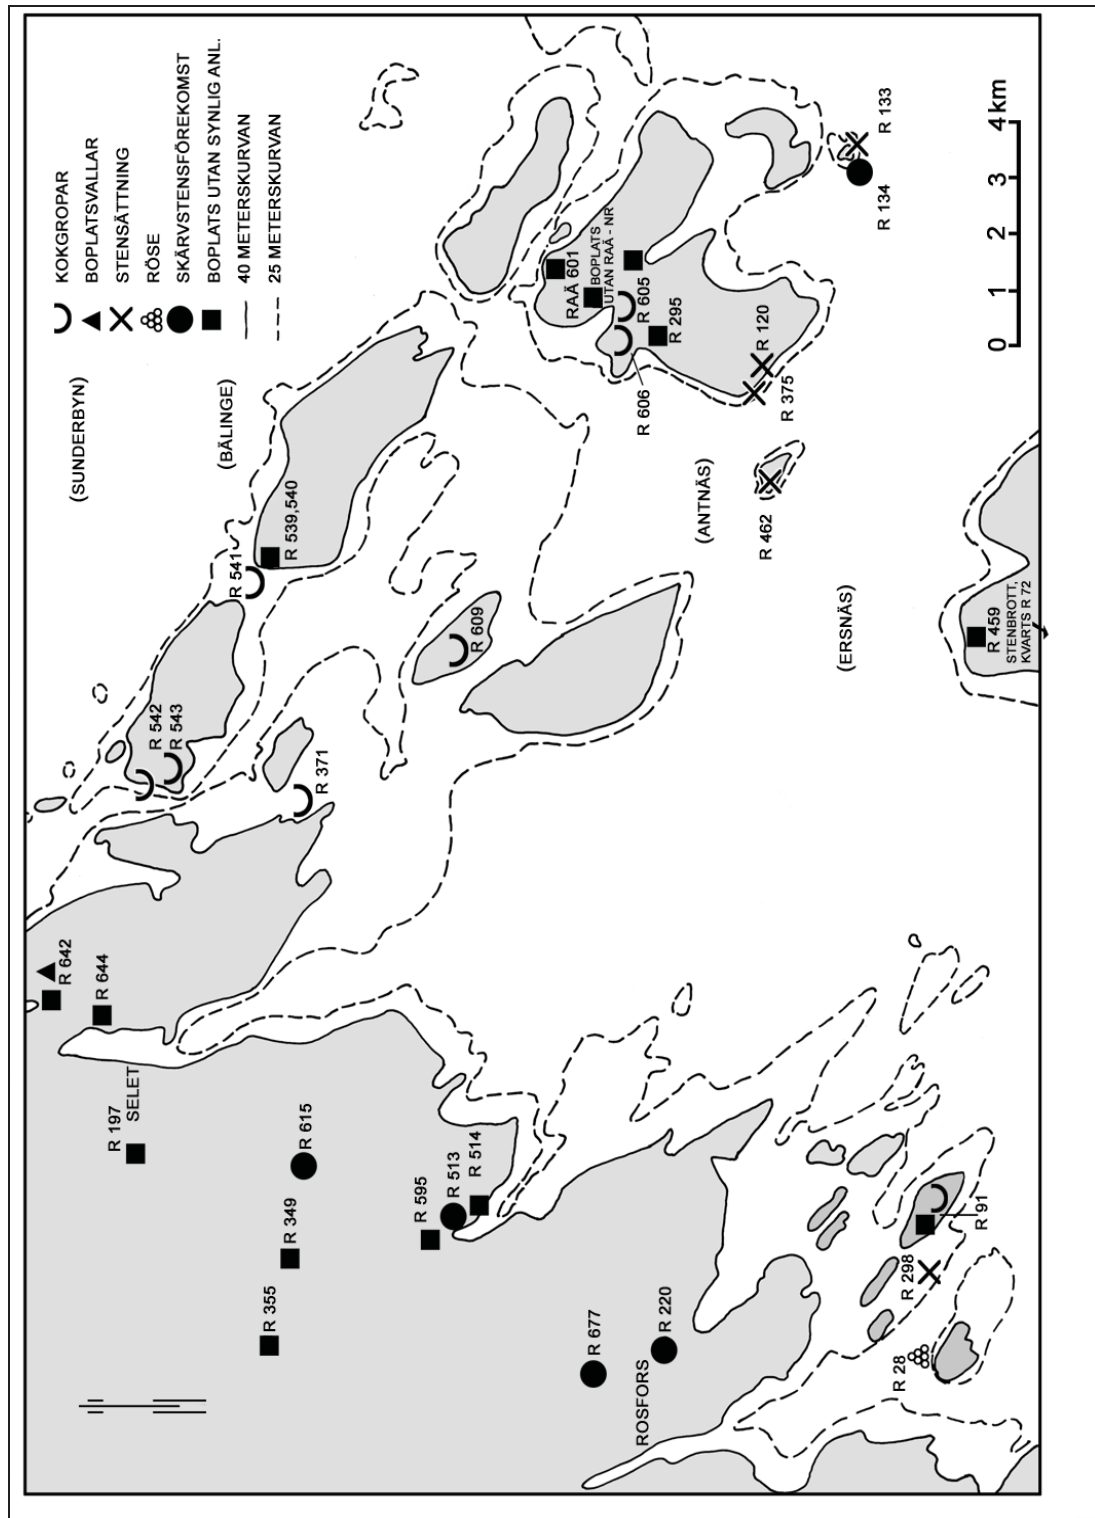 KOKGROPAR
BOPLATSVALLAR
STENSÄTTNING
RÖSE
SKÄRVSTENSFÖREKOMST
BOPLATS UTAN SYNLIG ANL.
40 METERSKURVAN
25 METERSKURVAN
(SUNDERBYN)
(BÄLINGE)
R 642
R 644
R 197
SELET
R 542
R 543
R 541
R 539,540
R 371
R 615
R 349
R 355
R 609
R 595
R 513
R 514
RAÄ 601
BOPLATS
UTAN RAÄ - NR
R 605
R 606
R 295
R 677
R 220
ROSFORS
(ANTNÄS)
R 120
R 375
R 462
R 133
R 134
(ERSNÄS)
R 28
R 298
R 91
R 459
STENBROTT,
KVARTS R 72
0 1 2 3 4 km